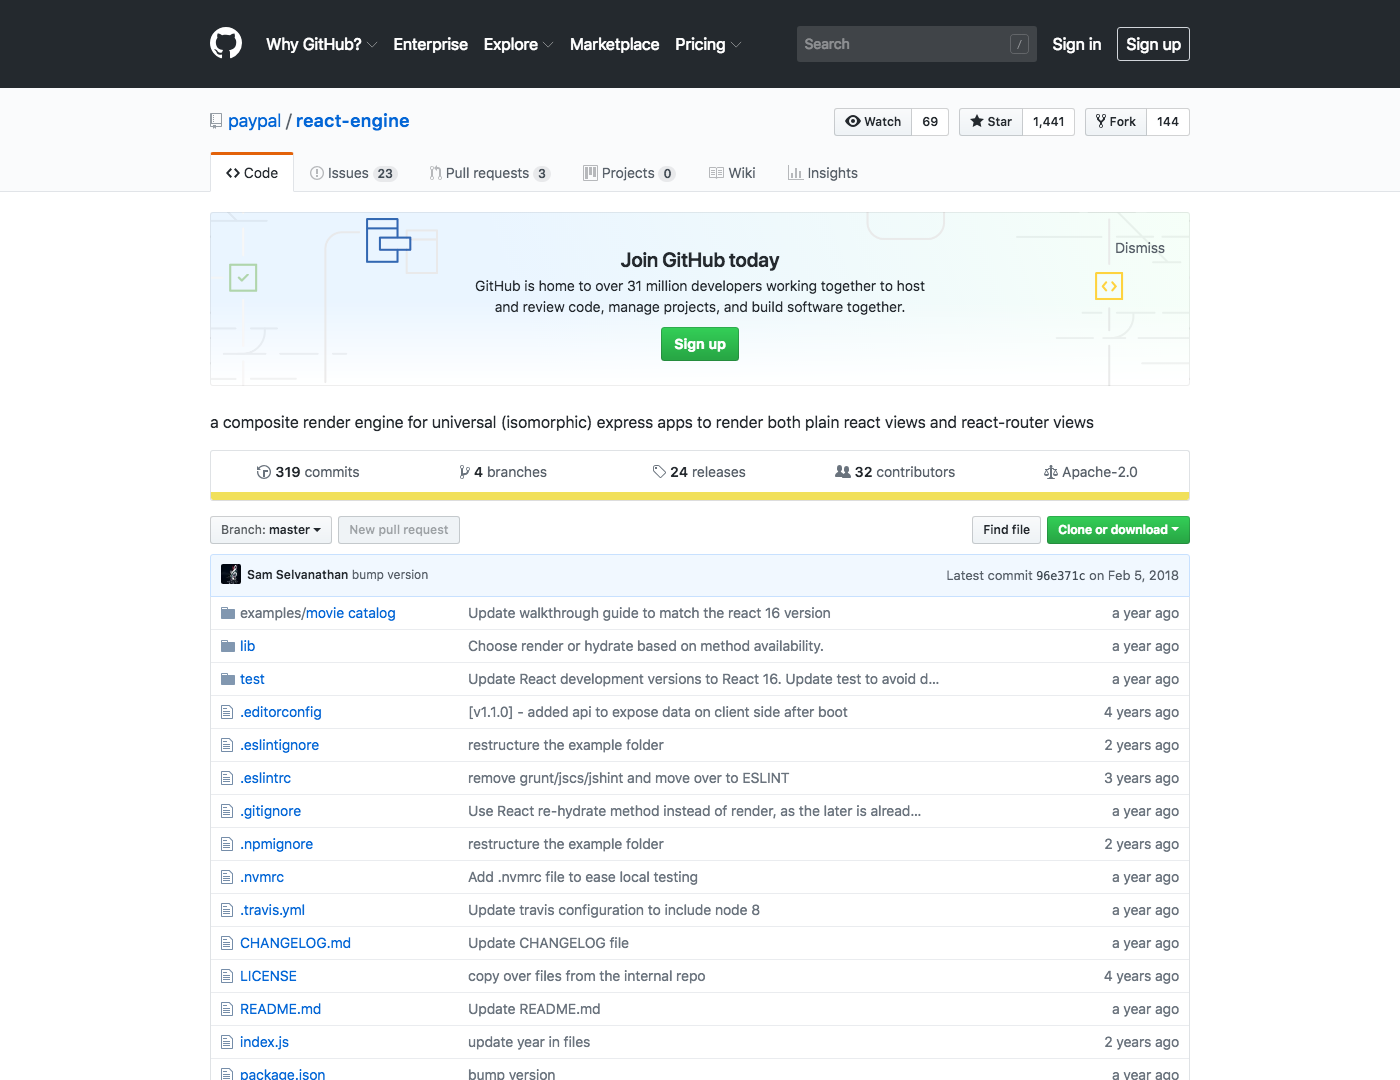 Why GitHub? Enterprise Explore Marketplace Pricing Search / Sign in Sign up
paypal / react-engine Watch 69 Star 1,441 Fork 144
Code Issues 23 Pull requests 3 Projects 0 Wiki Insights
Dismiss
Join GitHub today
GitHub is home to over 31 million developers working together to host
and review code, manage projects, and build software together.
Sign up
a composite render engine for universal (isomorphic) express apps to render both plain react views and react-router views
319 commits 4 branches 24 releases 32 contributors Apache-2.0
Branch: master New pull request Find file Clone or download
Sam Selvanathan bump version Latest commit 96e371c on Feb 5, 2018
examples/movie catalog Update walkthrough guide to match the react 16 version a year ago
lib Choose render or hydrate based on method availability. a year ago
test Update React development versions to React 16. Update test to avoid d... a year ago
.editorconfig [v1.1.0] - added api to expose data on client side after boot 4 years ago
.eslintignore restructure the example folder 2 years ago
.eslintrc remove grunt/jscs/jshint and move over to ESLINT 3 years ago
.gitignore Use React re-hydrate method instead of render, as the later is alread... a year ago
.npmignore restructure the example folder 2 years ago
.nvmrc Add .nvmrc file to ease local testing a year ago
.travis.yml Update travis configuration to include node 8 a year ago
CHANGELOG.md Update CHANGELOG file a year ago
LICENSE copy over files from the internal repo 4 years ago
README.md Update README.md a year ago
index.js update year in files 2 years ago
package.json bump version a year ago